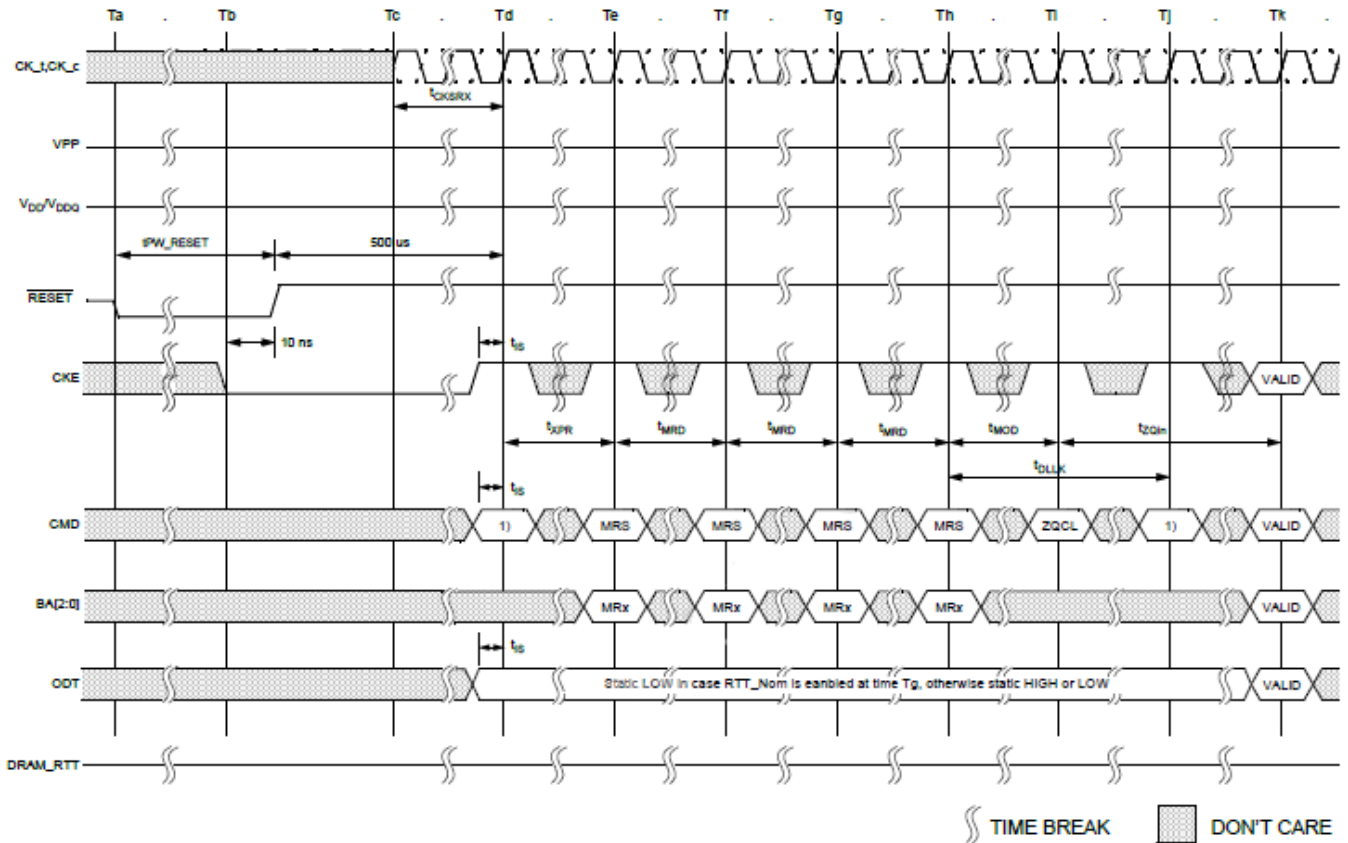 Ta . Tb Tc . Td . Te . Tf . Tg . Th . Ti . Tj . Tk .
CK_t,CK_c
tCKSRX
VPP
VDD/VDDQ
tPW_RESET 500 us
RESET
10 ns tIS
CKE VALID
tXPR tMRD tMRD tMRD tMOD tZQin
tDLLK
tIS
CMD 1) MRS MRS MRS MRS ZQCL 1) VALID
BA[2:0] MRx MRx MRx MRx VALID
tIS
ODT Static LOW in case RTT_Nom is eanbled at time Tg, otherwise static HIGH or LOW VALID
DRAM_RTT
TIME BREAK DON'T CARE